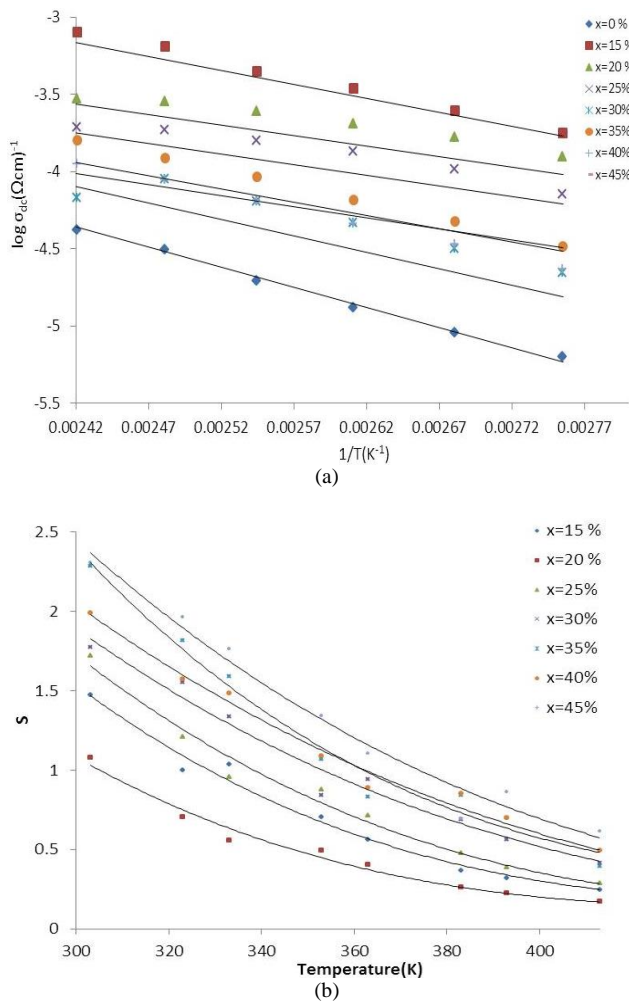 -3
-3.5
-4
-4.5
-5
-5.5
log σdc(Ωcm)⁻¹
0.00242 0.00247 0.00252 0.00257 0.00262 0.00267 0.00272 0.00277
1/T(K⁻¹)
x=0 %
x=15 %
x=20 %
x=25%
x=30%
x=35%
x=40%
x=45%
(a)
2.5
2
1.5
1
0.5
0
S
300 320 340 360 380 400
Temperature(K)
x=15 %
x=20 %
x=25%
x=30%
x=35%
x=40%
x=45%
(b)